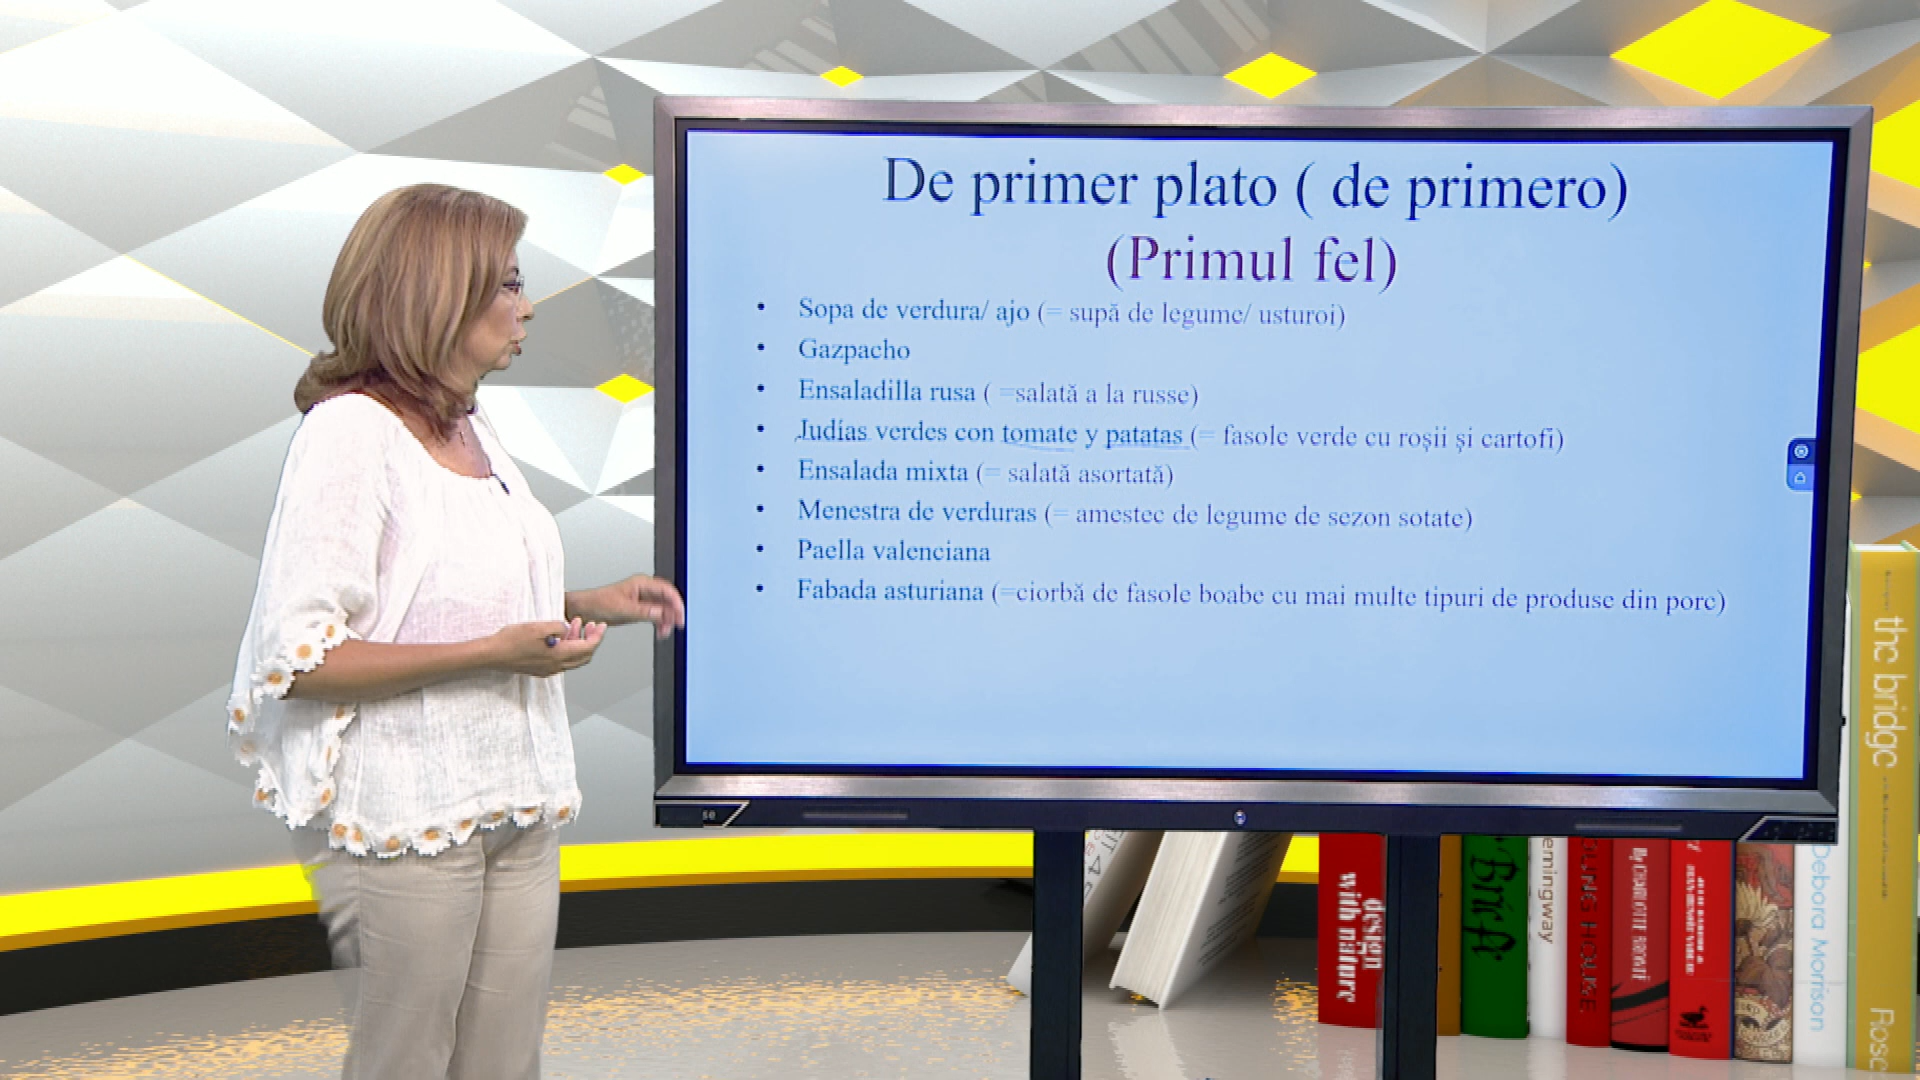 De primer plato ( de primero)
(Primul fel)
• Sopa de verdura/ ajo (= supă de legume/ usturoi)
• Gazpacho
• Ensaladilla rusa ( =salată a la russe)
• Judías verdes con tomate y patatas (= fasole verde cu roșii și cartofi)
• Ensalada mixta (= salată asortată)
• Menestra de verduras (= amestec de legume de sezon sotate)
• Paella valenciana
• Fabada asturiana (=ciorbă de fasole boabe cu mai multe tipuri de produse din porc)
se
design
with nature
Brift
emingway
Debora Morrison
the bridge